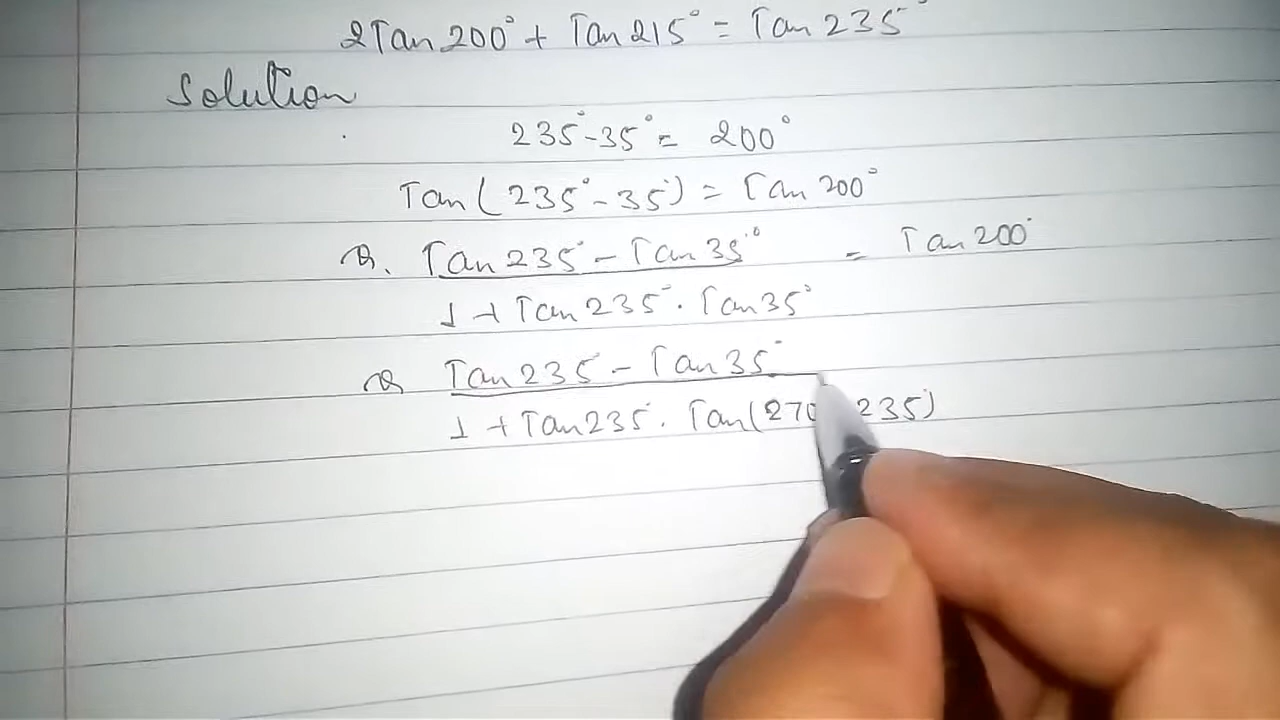 2Tan 200° + Tan 215° = Tan 235°
Solution
235° - 35° = 200°
Tan ( 235° - 35° ) = Tan 200°
Tan 235° - Tan 35° = Tan 200°
1 + Tan 235° . Tan 35°
Tan 235° - Tan 35°
1 + Tan 235° . Tan ( 270 235° )